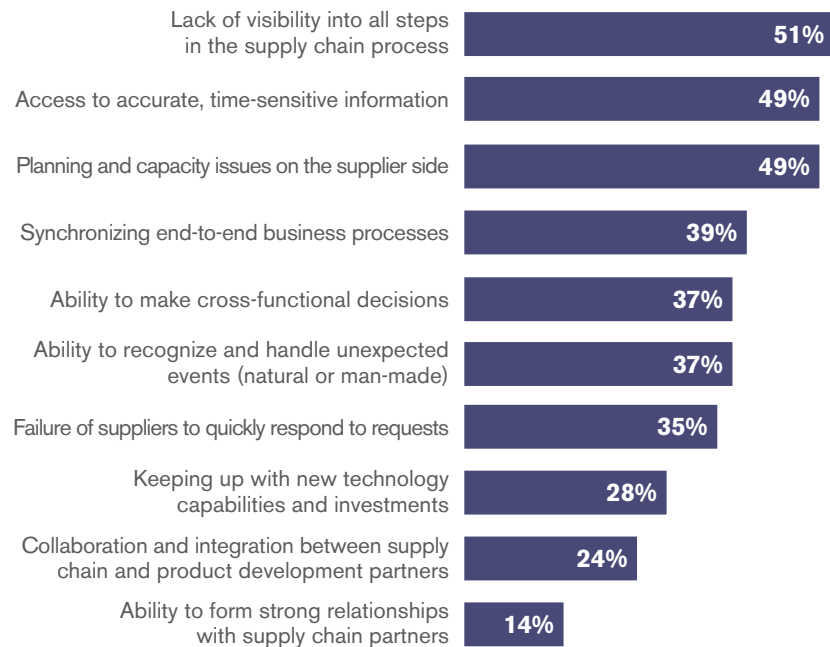 Lack of visibility into all steps
in the supply chain process
51%
Access to accurate, time-sensitive information
49%
Planning and capacity issues on the supplier side
49%
Synchronizing end-to-end business processes
39%
Ability to make cross-functional decisions
37%
Ability to recognize and handle unexpected
events (natural or man-made)
37%
Failure of suppliers to quickly respond to requests
35%
Keeping up with new technology
capabilities and investments
28%
Collaboration and integration between supply
chain and product development partners
24%
Ability to form strong relationships
with supply chain partners
14%